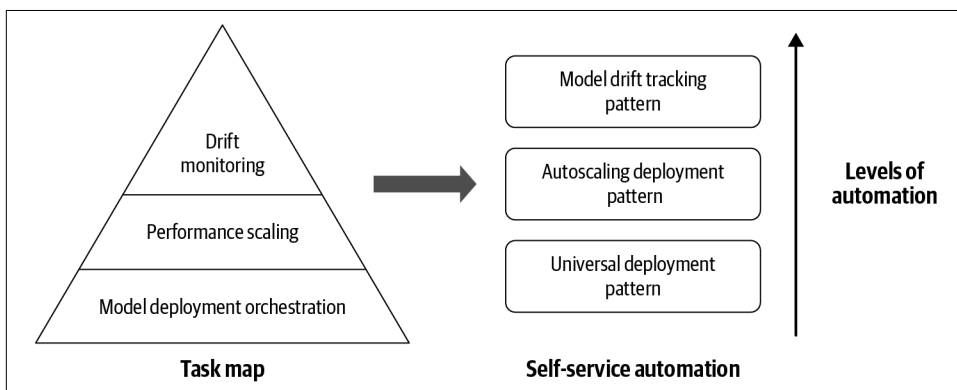 Drift
monitoring
Performance scaling
Model deployment orchestration
Task map
Model drift tracking
pattern
Autoscaling deployment
pattern
Universal deployment
pattern
Self-service automation
Levels of
automation